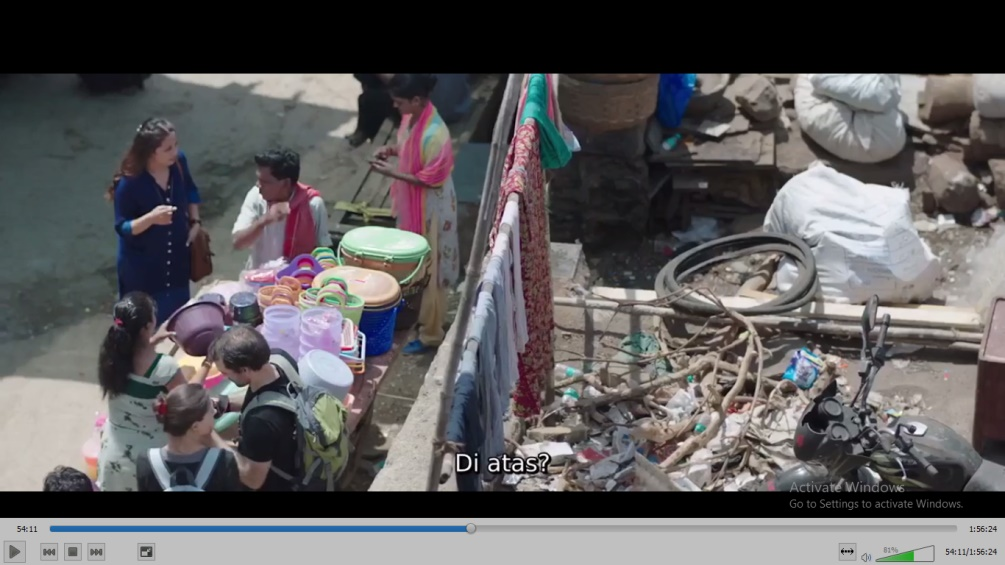 Di atas?
Activate Windows
Go to Settings to activate Windows.
54:11
1:56:24
81%
54:11/1:56:24